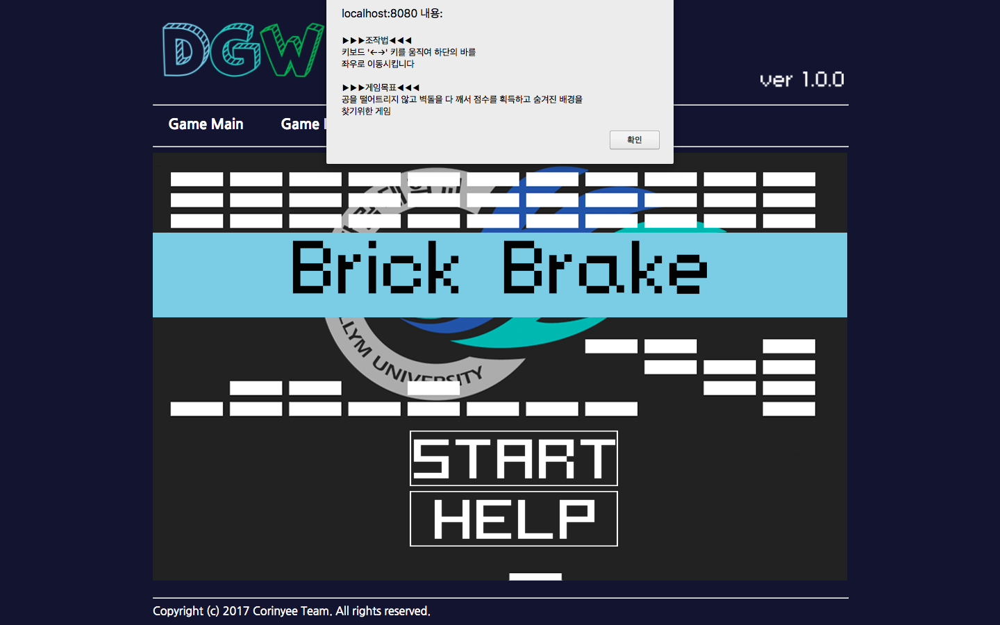 localhost:8080 내용:
▶▶▶조작법◀◀◀
키보드 '←→' 키를 움직여 하단의 바를
좌우로 이동시킵니다
▶▶▶게임목표◀◀◀
공을 떨어트리지 않고 벽돌을 다 깨서 점수를 획득하고 숨겨진 배경을
찾기위한 게임
확인
DGW
ver 1.0.0
Game Main
Game
Brick Brake
LLYM UNIVERSITY
START
HELP
Copyright (c) 2017 Corinyee Team. All rights reserved.